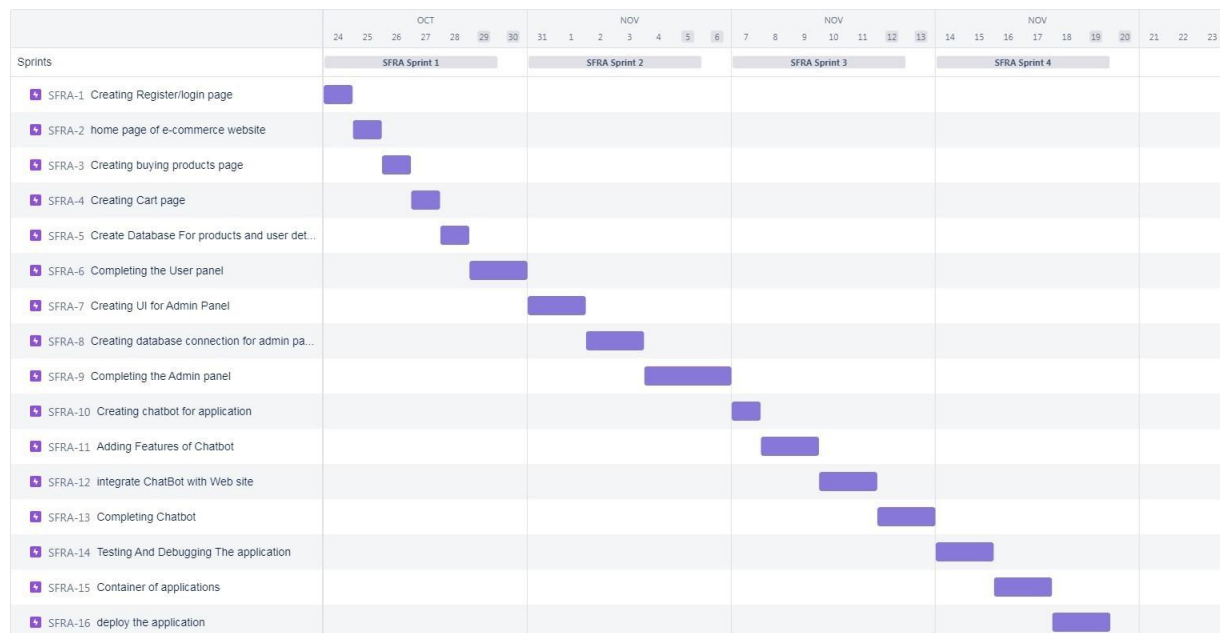 OCT NOV NOV NOV
24 25 26 27 28 29 30 31 1 2 3 4 5 6 7 8 9 10 11 12 13 14 15 16 17 18 19 20 21 22 23
Sprints SFRA Sprint 1 SFRA Sprint 2 SFRA Sprint 3 SFRA Sprint 4
SFRA-1 Creating Register/login page
SFRA-2 home page of e-commerce website
SFRA-3 Creating buying products page
SFRA-4 Creating Cart page
SFRA-5 Create Database For products and user det...
SFRA-6 Completing the User panel
SFRA-7 Creating UI for Admin Panel
SFRA-8 Creating database connection for admin pa...
SFRA-9 Completing the Admin panel
SFRA-10 Creating chatbot for application
SFRA-11 Adding Features of Chatbot
SFRA-12 integrate ChatBot with Web site
SFRA-13 Completing Chatbot
SFRA-14 Testing And Debugging The application
SFRA-15 Container of applications
SFRA-16 deploy the application